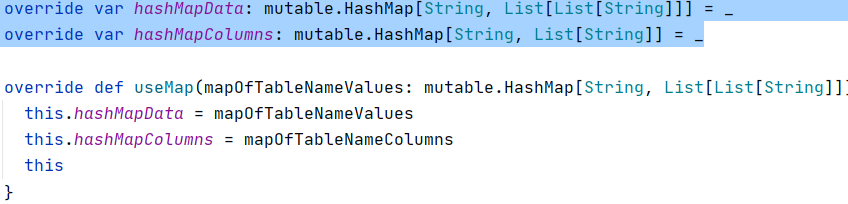 override var hashMapData: mutable.HashMap[String, List[List[String]]] = _
override var hashMapColumns: mutable.HashMap[String, List[String]] = _
override def useMap(mapOfTableNameValues: mutable.HashMap[String, List[List[String]]
this.hashMapData = mapOfTableNameValues
this.hashMapColumns = mapOfTableNameColumns
this
}